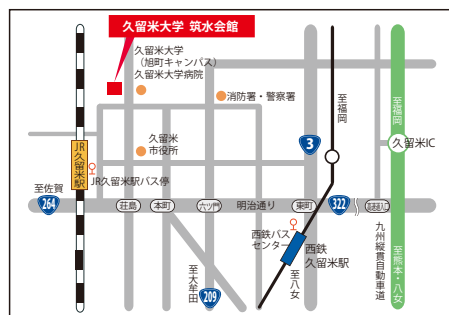 久留米大学 筑水会館
久留米大学
（旭町キャンパス）
久留米大学病院
消防署・警察署
至福岡
至福岡
久留米
市役所
3
久留米IC
JR
久留米駅
JR久留米駅バス停
至佐賀
264
荘島
本町
六ツ門
明治通り
東町
322
西鉄バス
センター
西鉄
久留米駅
至八女
至大牟田
209
九州縦貫自動車道
至熊本・八女